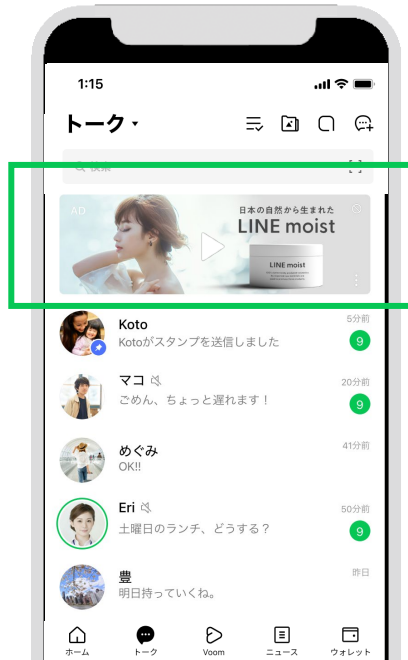 1:15
トーク
検索
AD
日本の自然から生まれた
LINE moist
LINE moist
Koto
5分前
Kotoがスタンプを送信しました
9
マコ
20分前
ごめん、ちょっと遅れます！
9
めぐみ
41分前
OK!!
Eri
50分前
土曜日のランチ、どうする？
9
豊
昨日
明日持っていくね。
ホーム
トーク
Voom
ニュース
ウォレット